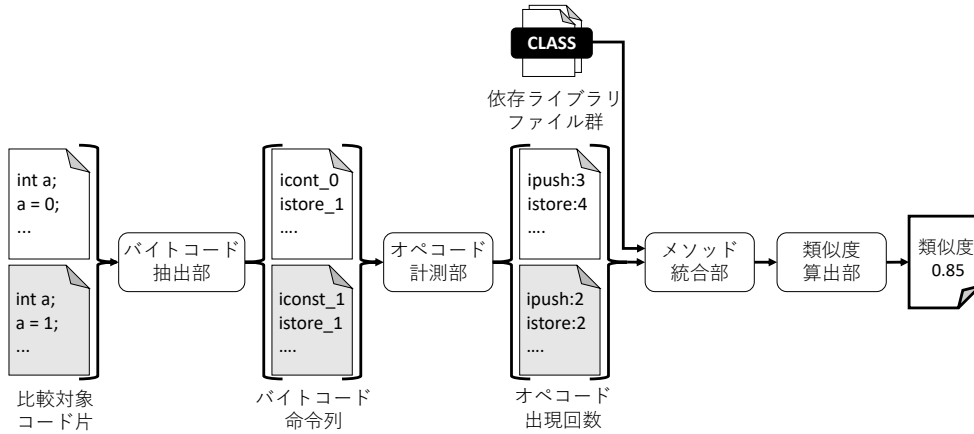 CLASS
依存ライブラリ
ファイル群
int a;
a = 0;
...
int a;
a = 1;
...
比較対象
コード片
バイトコード
抽出部
icont_0
istore_1
....
iconst_1
istore_1
....
バイトコード
命令列
オペコード
計測部
ipush:3
istore:4
....
ipush:2
istore:2
....
オペコード
出現回数
メソッド
統合部
類似度
算出部
類似度
0.85